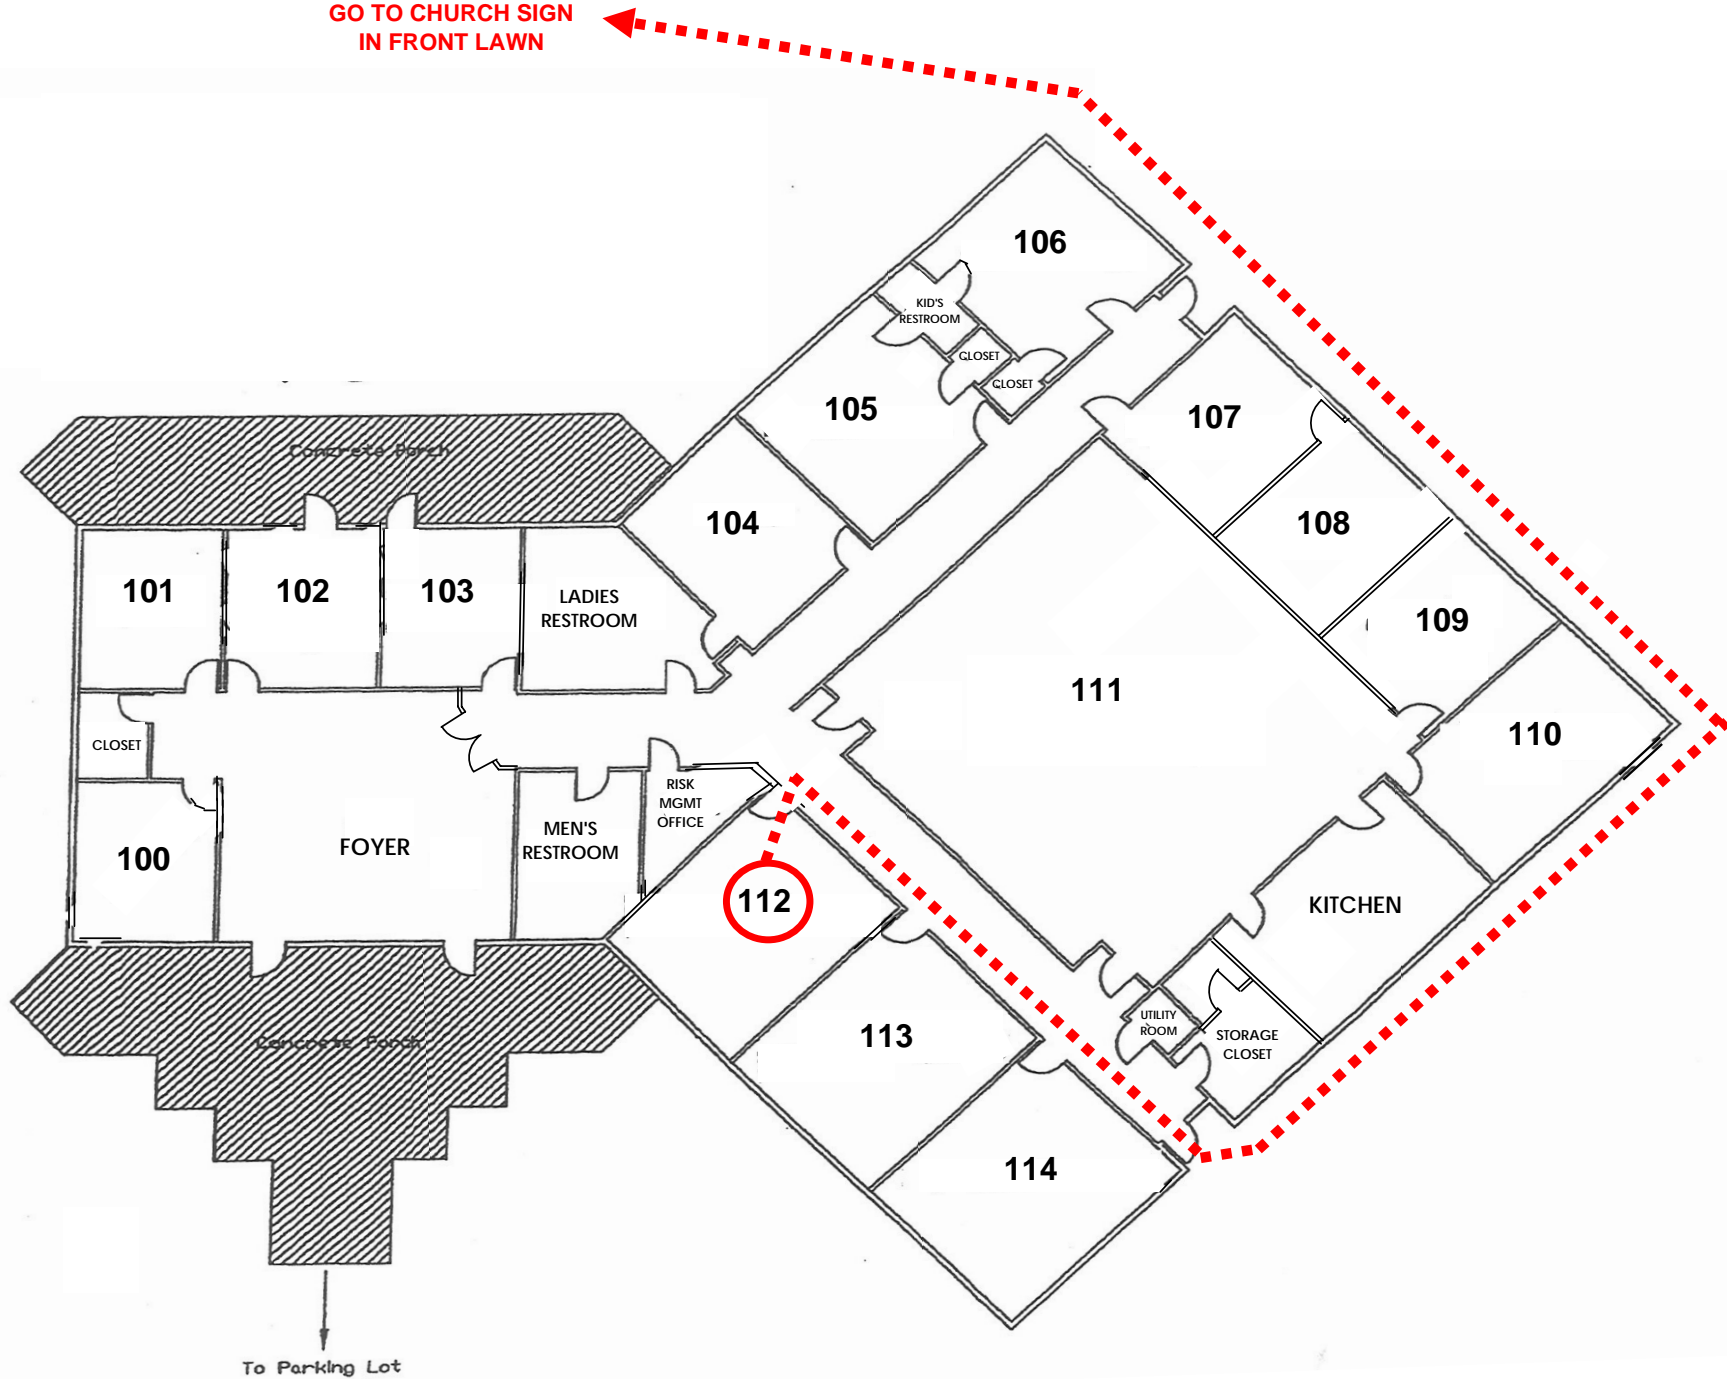 GO TO CHURCH SIGN
IN FRONT LAWN
106
KID'S
RESTROOM
CLOSET
CLOSET
105
107
Concrete Porch
104
108
101
102
103
LADIES
RESTROOM
109
111
110
CLOSET
RISK
MGMT
OFFICE
MEN'S
RESTROOM
FOYER
100
112
KITCHEN
113
UTILITY
ROOM
STORAGE
CLOSET
Concrete Porch
114
To Parking Lot